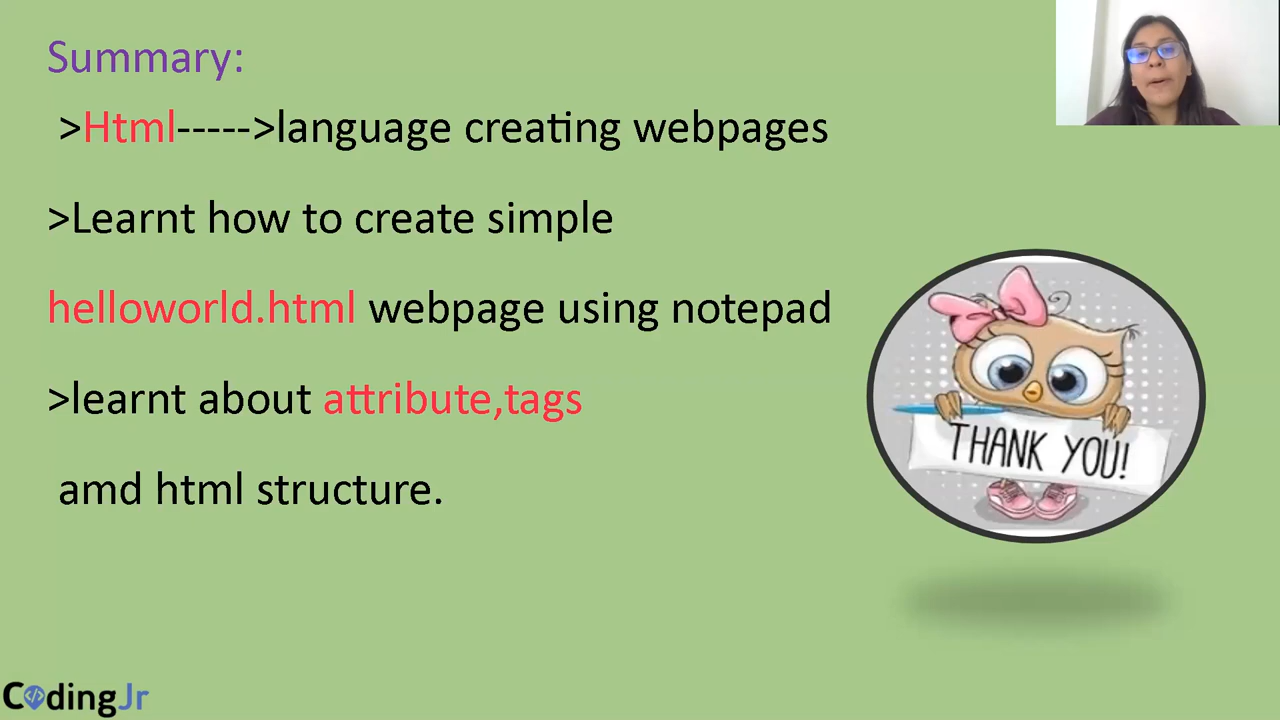 Summary:
>Html----->language creating webpages
>Learnt how to create simple
helloworld.html webpage using notepad
>learnt about attribute,tags
amd html structure.
THANK YOU!
CodingJr